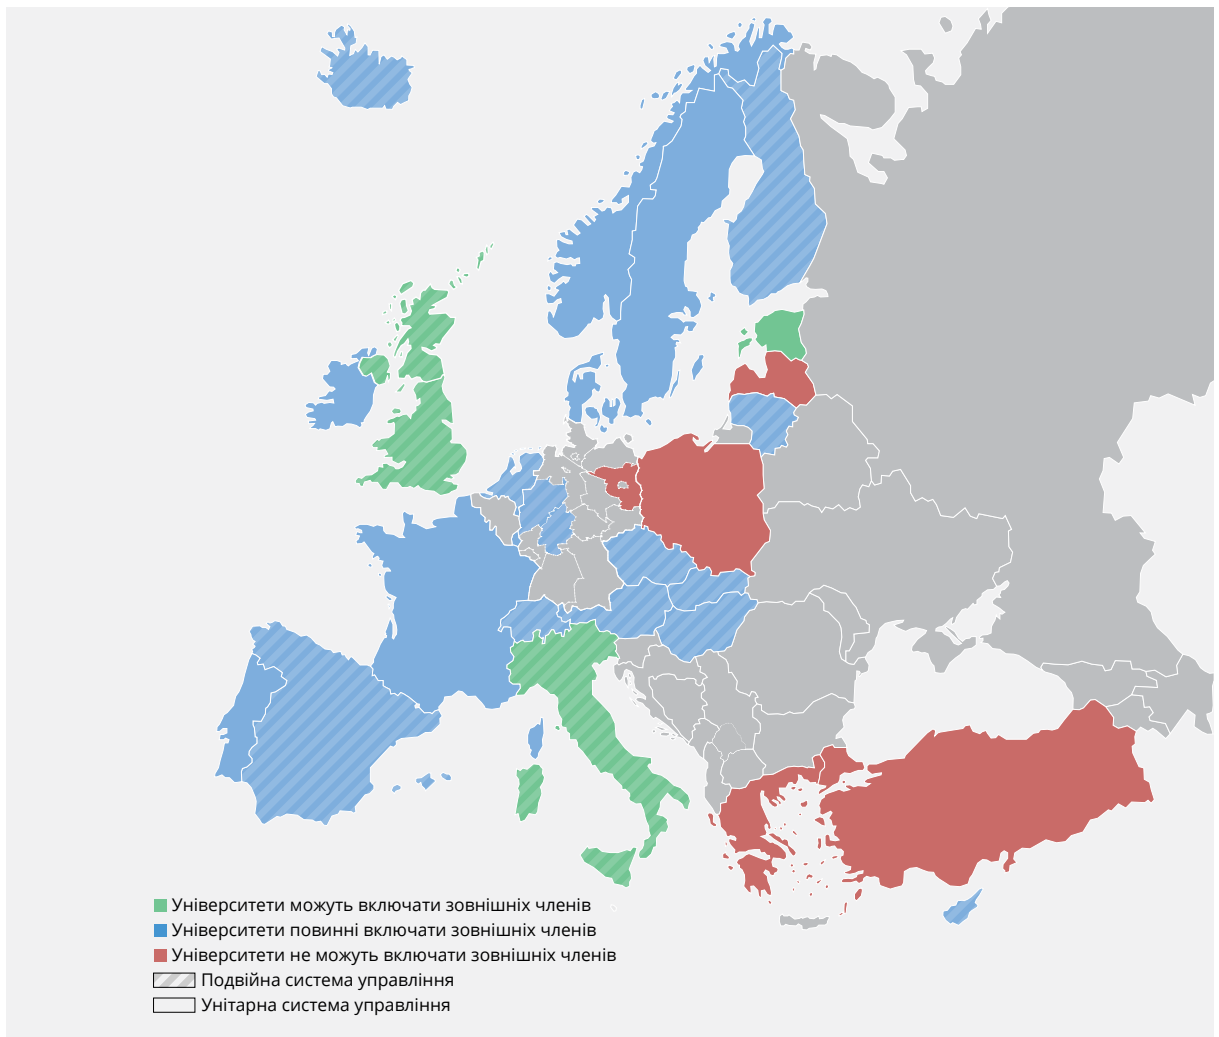 Університети можуть включати зовнішніх членів
Університети повинні включати зовнішніх членів
Університети не можуть включати зовнішніх членів
Подвійна система управління
Унітарна система управління